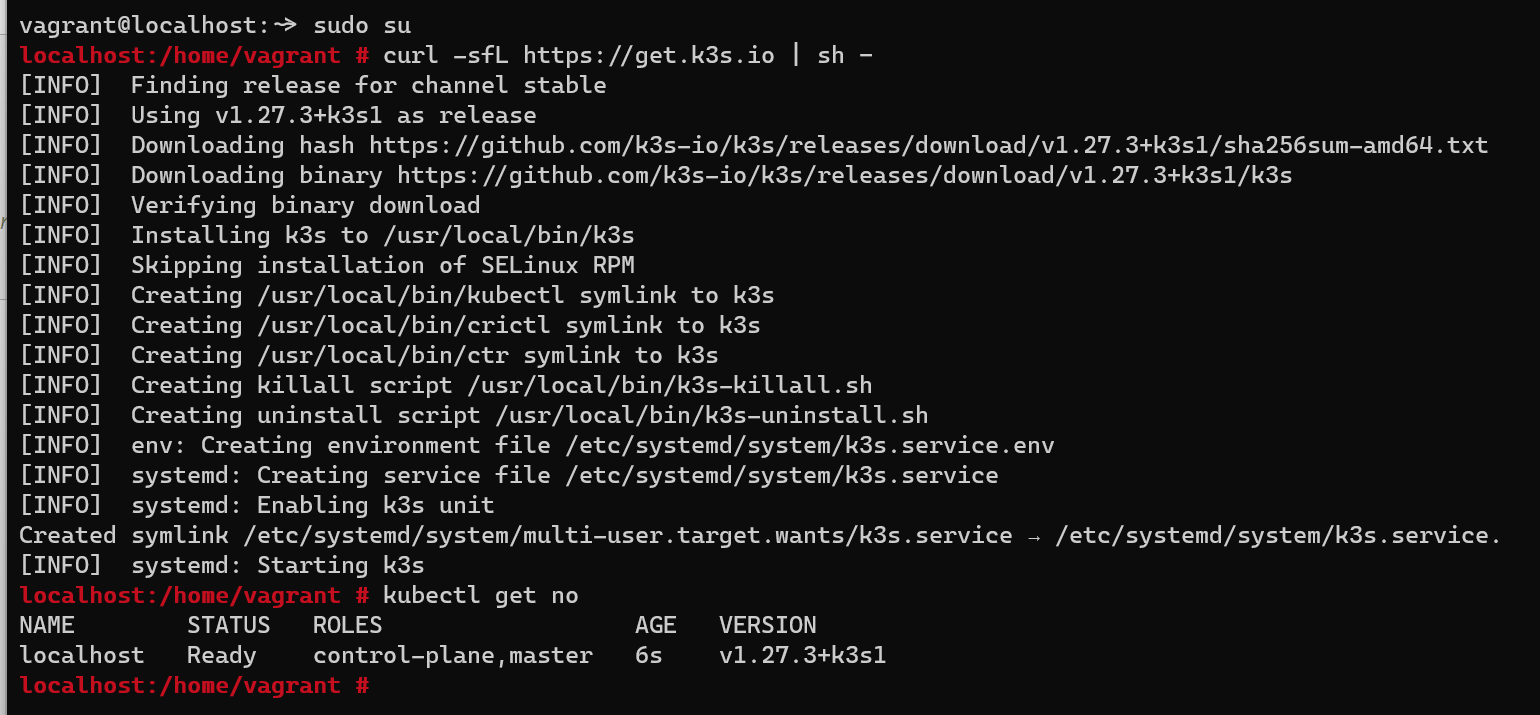 vagrant@localhost:~> sudo su
localhost:/home/vagrant # curl -sfL https://get.k3s.io | sh -
[INFO]  Finding release for channel stable
[INFO]  Using v1.27.3+k3s1 as release
[INFO]  Downloading hash https://github.com/k3s-io/k3s/releases/download/v1.27.3+k3s1/sha256sum-amd64.txt
[INFO]  Downloading binary https://github.com/k3s-io/k3s/releases/download/v1.27.3+k3s1/k3s
[INFO]  Verifying binary download
[INFO]  Installing k3s to /usr/local/bin/k3s
[INFO]  Skipping installation of SELinux RPM
[INFO]  Creating /usr/local/bin/kubectl symlink to k3s
[INFO]  Creating /usr/local/bin/crictl symlink to k3s
[INFO]  Creating /usr/local/bin/ctr symlink to k3s
[INFO]  Creating killall script /usr/local/bin/k3s-killall.sh
[INFO]  Creating uninstall script /usr/local/bin/k3s-uninstall.sh
[INFO]  env: Creating environment file /etc/systemd/system/k3s.service.env
[INFO]  systemd: Creating service file /etc/systemd/system/k3s.service
[INFO]  systemd: Enabling k3s unit
Created symlink /etc/systemd/system/multi-user.target.wants/k3s.service → /etc/systemd/system/k3s.service.
[INFO]  systemd: Starting k3s
localhost:/home/vagrant # kubectl get no
NAME        STATUS   ROLES                  AGE   VERSION
localhost   Ready    control-plane,master   6s    v1.27.3+k3s1
localhost:/home/vagrant #